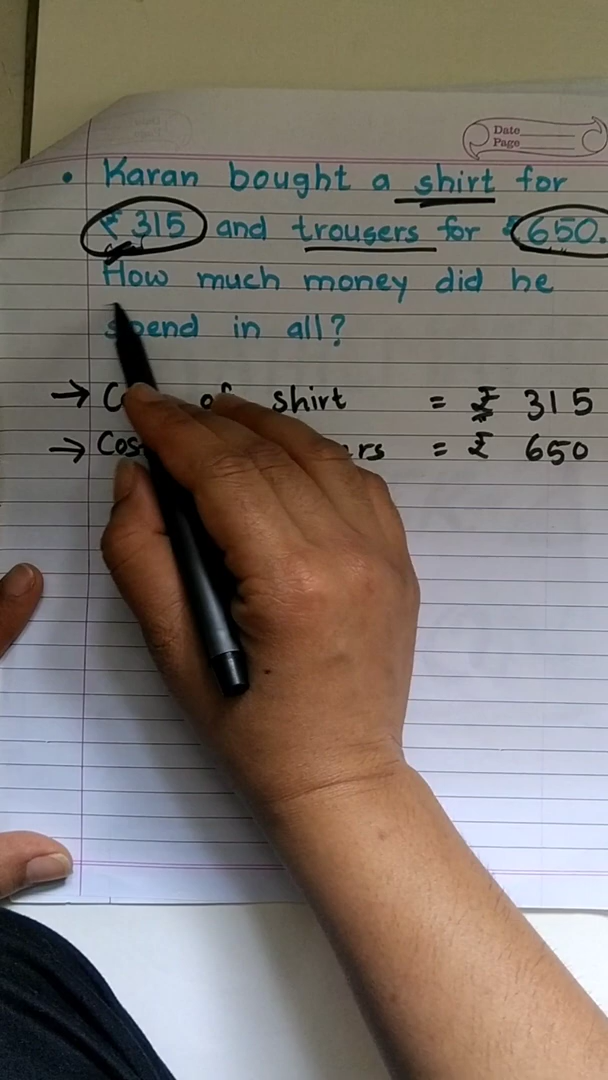 Date
Page
• Karan bought a shirt for
₹ 315 and trousers for ₹ 650.
How much money did he
spend in all?
→ of shirt = ₹ 315
→ = ₹ 650